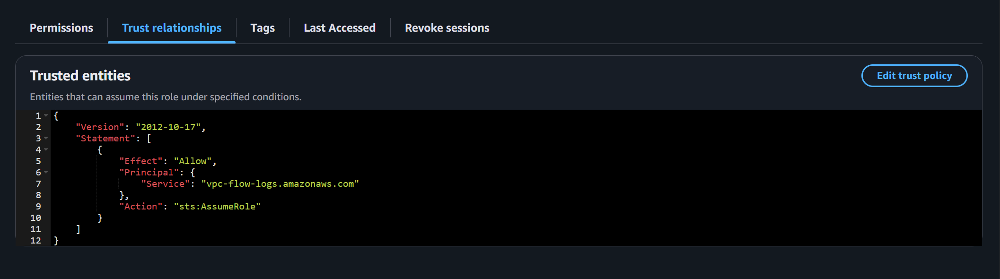 Permissions
Trust relationships
Tags
Last Accessed
Revoke sessions
Trusted entities
Edit trust policy
Entities that can assume this role under specified conditions.
1 {
2     "Version": "2012-10-17",
3     "Statement": [
4         {
5             "Effect": "Allow",
6             "Principal": {
7                 "Service": "vpc-flow-logs.amazonaws.com"
8             },
9             "Action": "sts:AssumeRole"
10         }
11     ]
12 }